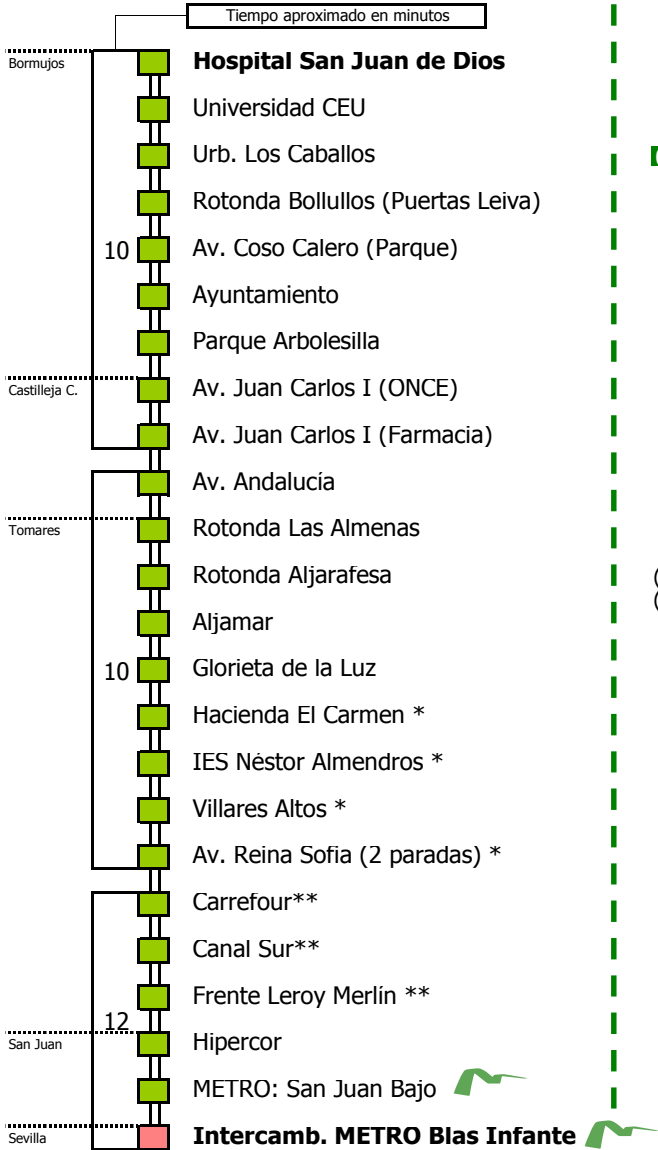 Tiempo aproximado en minutos
Bormujos
Hospital San Juan de Dios
Universidad CEU
Urb. Los Caballos
Rotonda Bollullos (Puertas Leiva)
10
Av. Coso Calero (Parque)
Ayuntamiento
Parque Arbolesilla
Castilleja C.
Av. Juan Carlos I (ONCE)
Av. Juan Carlos I (Farmacia)
Av. Andalucía
Tomares
Rotonda Las Almenas
Rotonda Aljarafesa
Aljamar
10
Glorieta de la Luz
Hacienda El Carmen *
IES Néstor Almendros *
Villares Altos *
Av. Reina Sofia (2 paradas) *
Carrefour**
Canal Sur**
Frente Leroy Merlín **
12
San Juan
Hipercor
METRO: San Juan Bajo
Sevilla
Intercamb. METRO Blas Infante